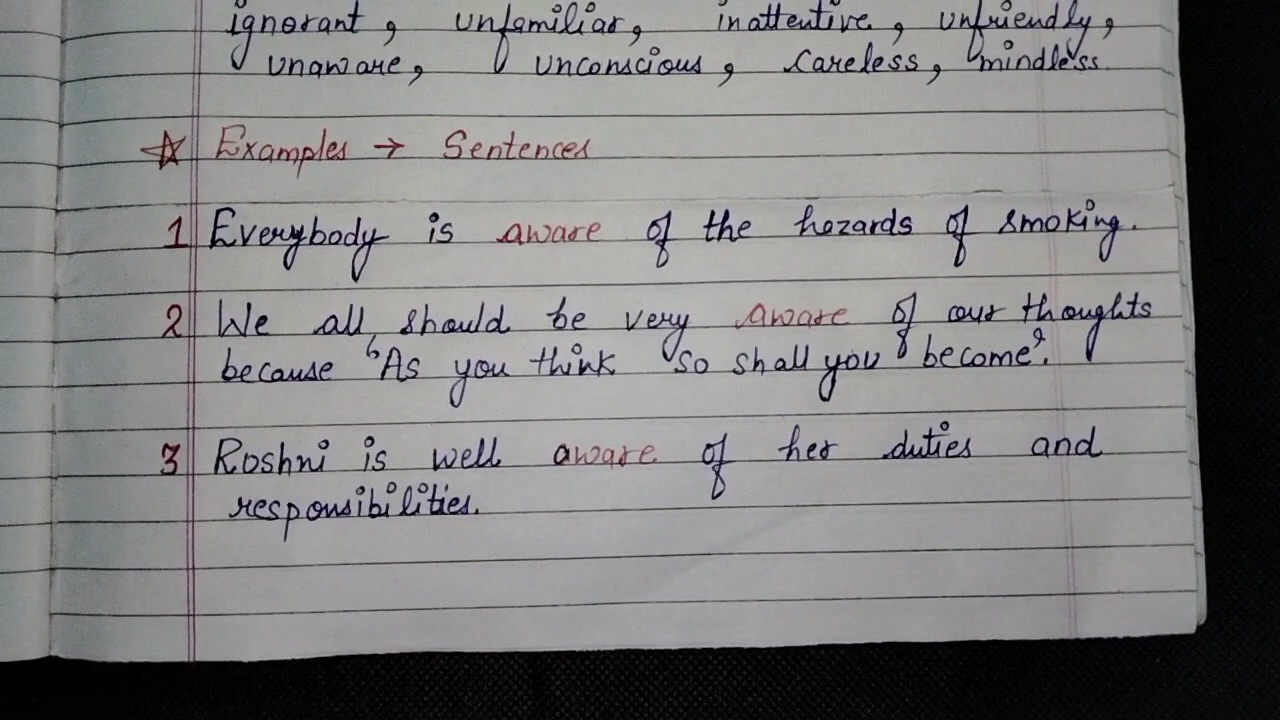 ignorant, unfamiliar, inattentive, unfriendly,
unaware, unconscious, careless, mindless
☆ Examples → Sentences
1 Everybody is aware of the hazards of smoking.
2 We all should be very aware of our thoughts
because 'As you think so shall you become'.
3 Roshni is well aware of her duties and
responsibilities.